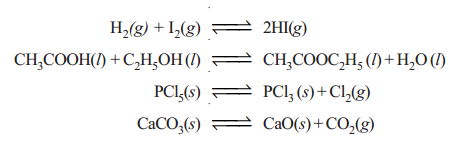 H₂(g) + I₂(g) ⇌ 2HI(g)
CH₃COOH(l) + C₂H₅OH (l) ⇌ CH₃COOC₂H₅ (l) + H₂O (l)
PCl₅(s) ⇌ PCl₃ (s) + Cl₂(g)
CaCO₃(s) ⇌ CaO(s) + CO₂(g)